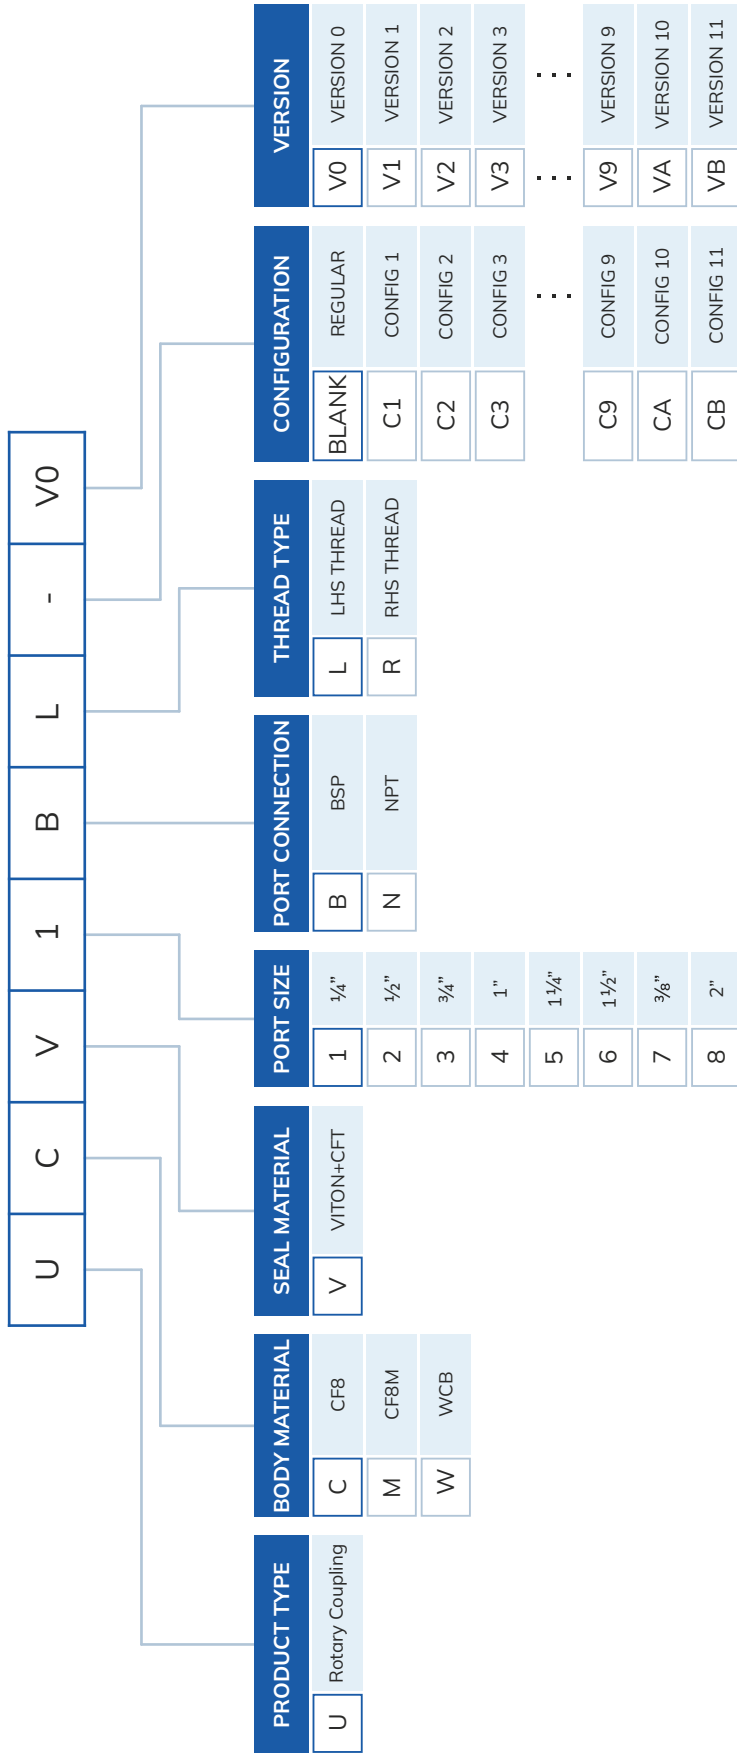 U C V 1 B L - V0
PRODUCT TYPE
U Rotary Coupling
BODY MATERIAL
C CF8
M CF8M
W WCB
SEAL MATERIAL
V VITON+CFT
PORT SIZE
1 ¼”
2 ½”
3 ¾”
4 1”
5 1¼”
6 1½”
7 ⅜”
8 2”
PORT CONNECTION
B BSP
N NPT
THREAD TYPE
L LHS THREAD
R RHS THREAD
CONFIGURATION
BLANK REGULAR
C1 CONFIG 1
C2 CONFIG 2
C3 CONFIG 3
...
C9 CONFIG 9
CA CONFIG 10
CB CONFIG 11
VERSION
V0 VERSION 0
V1 VERSION 1
V2 VERSION 2
V3 VERSION 3
... ...
V9 VERSION 9
VA VERSION 10
VB VERSION 11